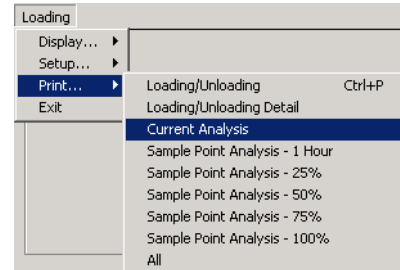 Loading
Display...
Setup...
Print...
Exit
Loading/Unloading Ctrl+P
Loading/Unloading Detail
Current Analysis
Sample Point Analysis - 1 Hour
Sample Point Analysis - 25%
Sample Point Analysis - 50%
Sample Point Analysis - 75%
Sample Point Analysis - 100%
All